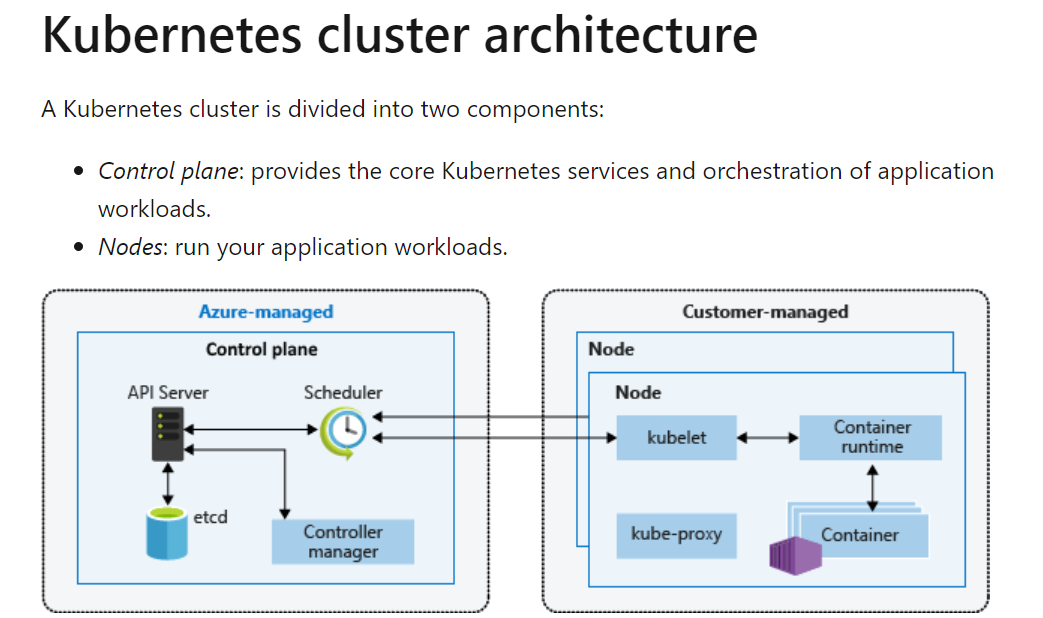 Kubernetes cluster architecture
A Kubernetes cluster is divided into two components:
Control plane: provides the core Kubernetes services and orchestration of application
workloads.
Nodes: run your application workloads.
Azure-managed
Control plane
API Server
Scheduler
etcd
Controller
manager
Customer-managed
Node
Node
kubelet
Container
runtime
kube-proxy
Container